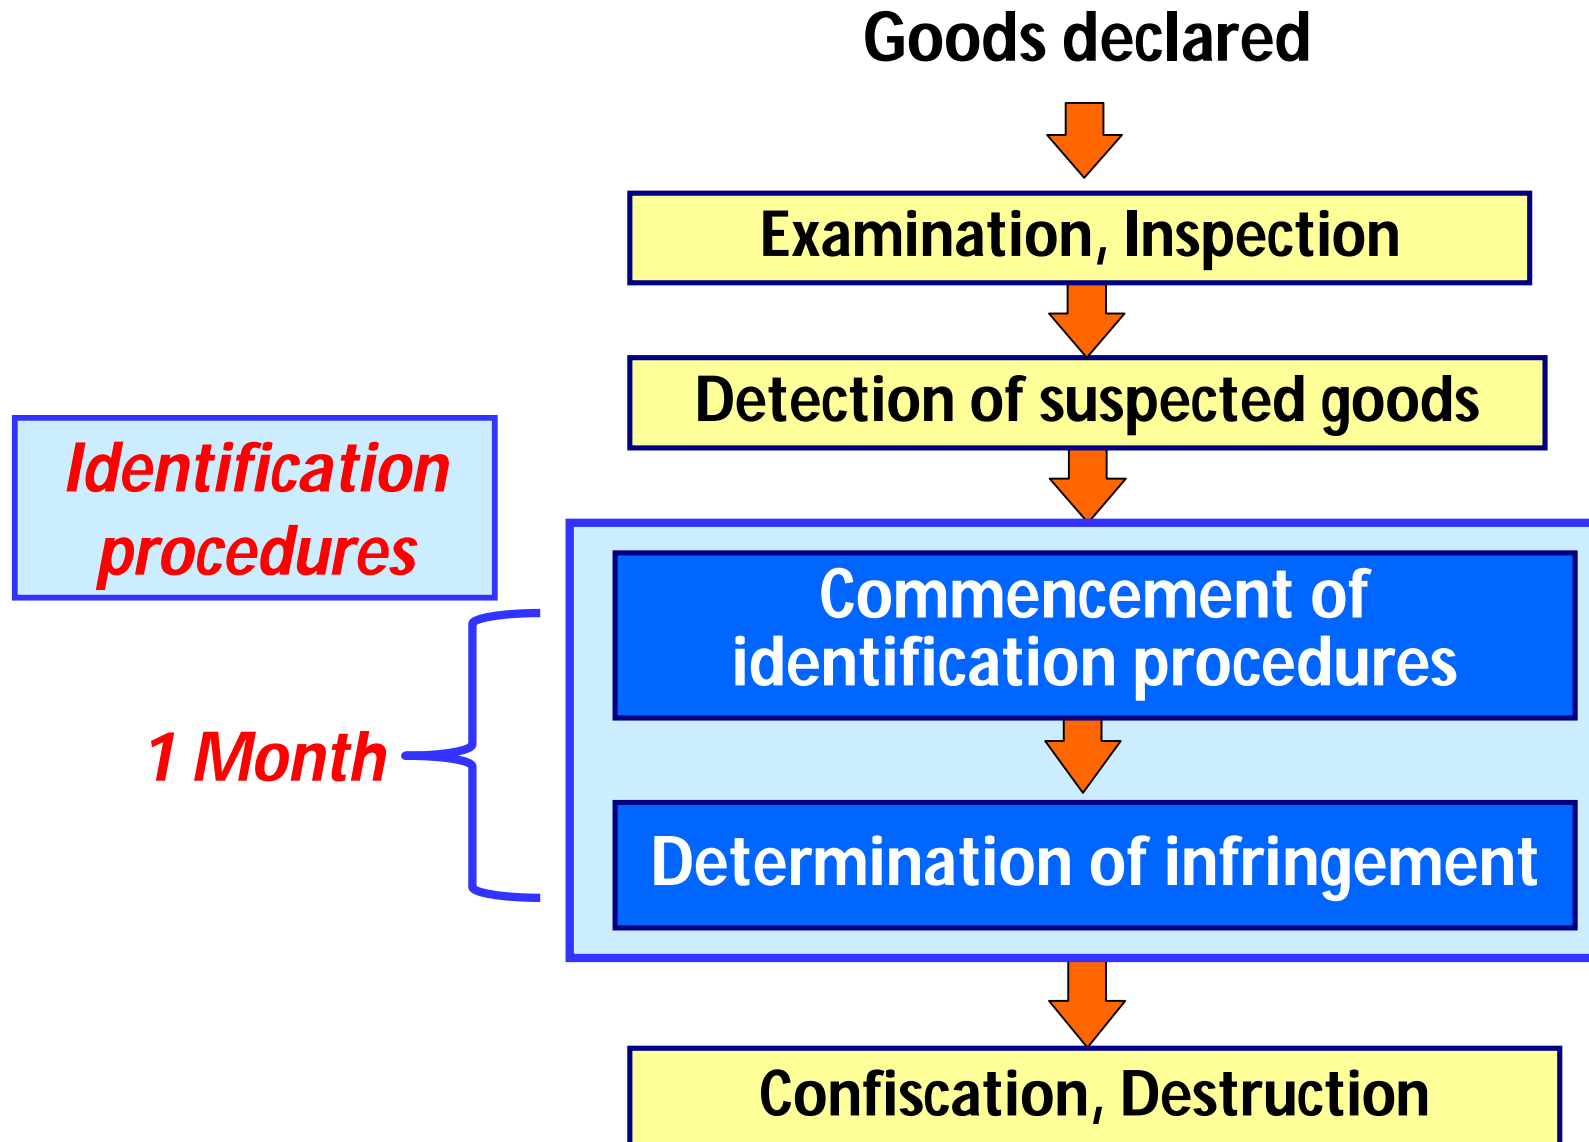 Goods declared
Examination, Inspection
Detection of suspected goods
Identification
procedures
Commencement of
identification procedures
1 Month
Determination of infringement
Confiscation, Destruction